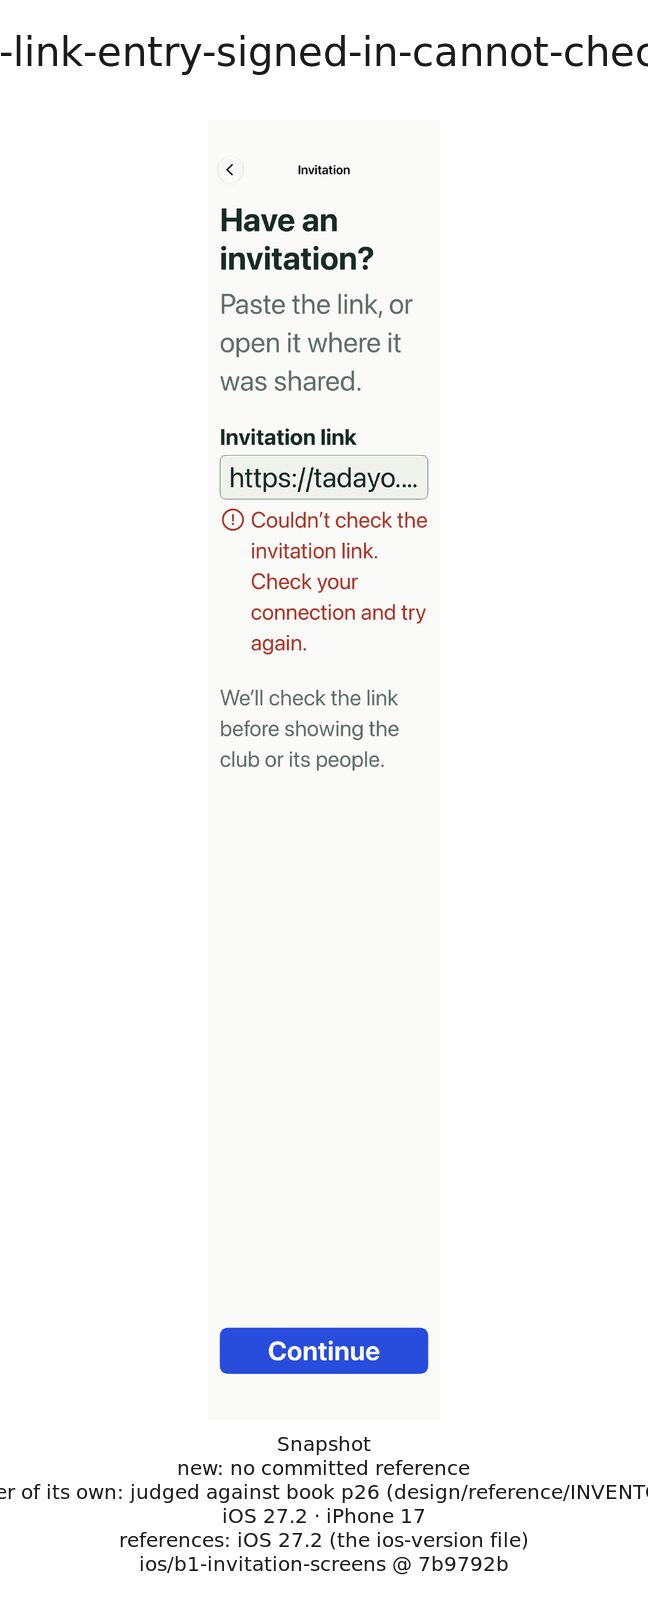 -link-entry-signed-in-cannot-chec
Invitation
Have an
invitation?
Paste the link, or
open it where it
was shared.
Invitation link
https://tadayo.…
Couldn’t check the
invitation link.
Check your
connection and try
again.
We’ll check the link
before showing the
club or its people.
Continue
Snapshot
new: no committed reference
er of its own: judged against book p26 (design/reference/INVENTO
iOS 27.2 · iPhone 17
references: iOS 27.2 (the ios-version file)
ios/b1-invitation-screens @ 7b9792b